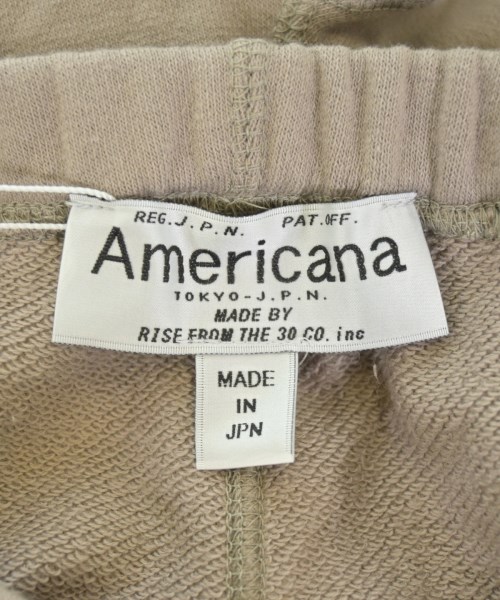 REG.J.P.N. PAT.OFF.
Americana
TOKYO-J.P.N.
MADE BY
RISE FROM THE 30 CO. inc
MADE
IN
JPN